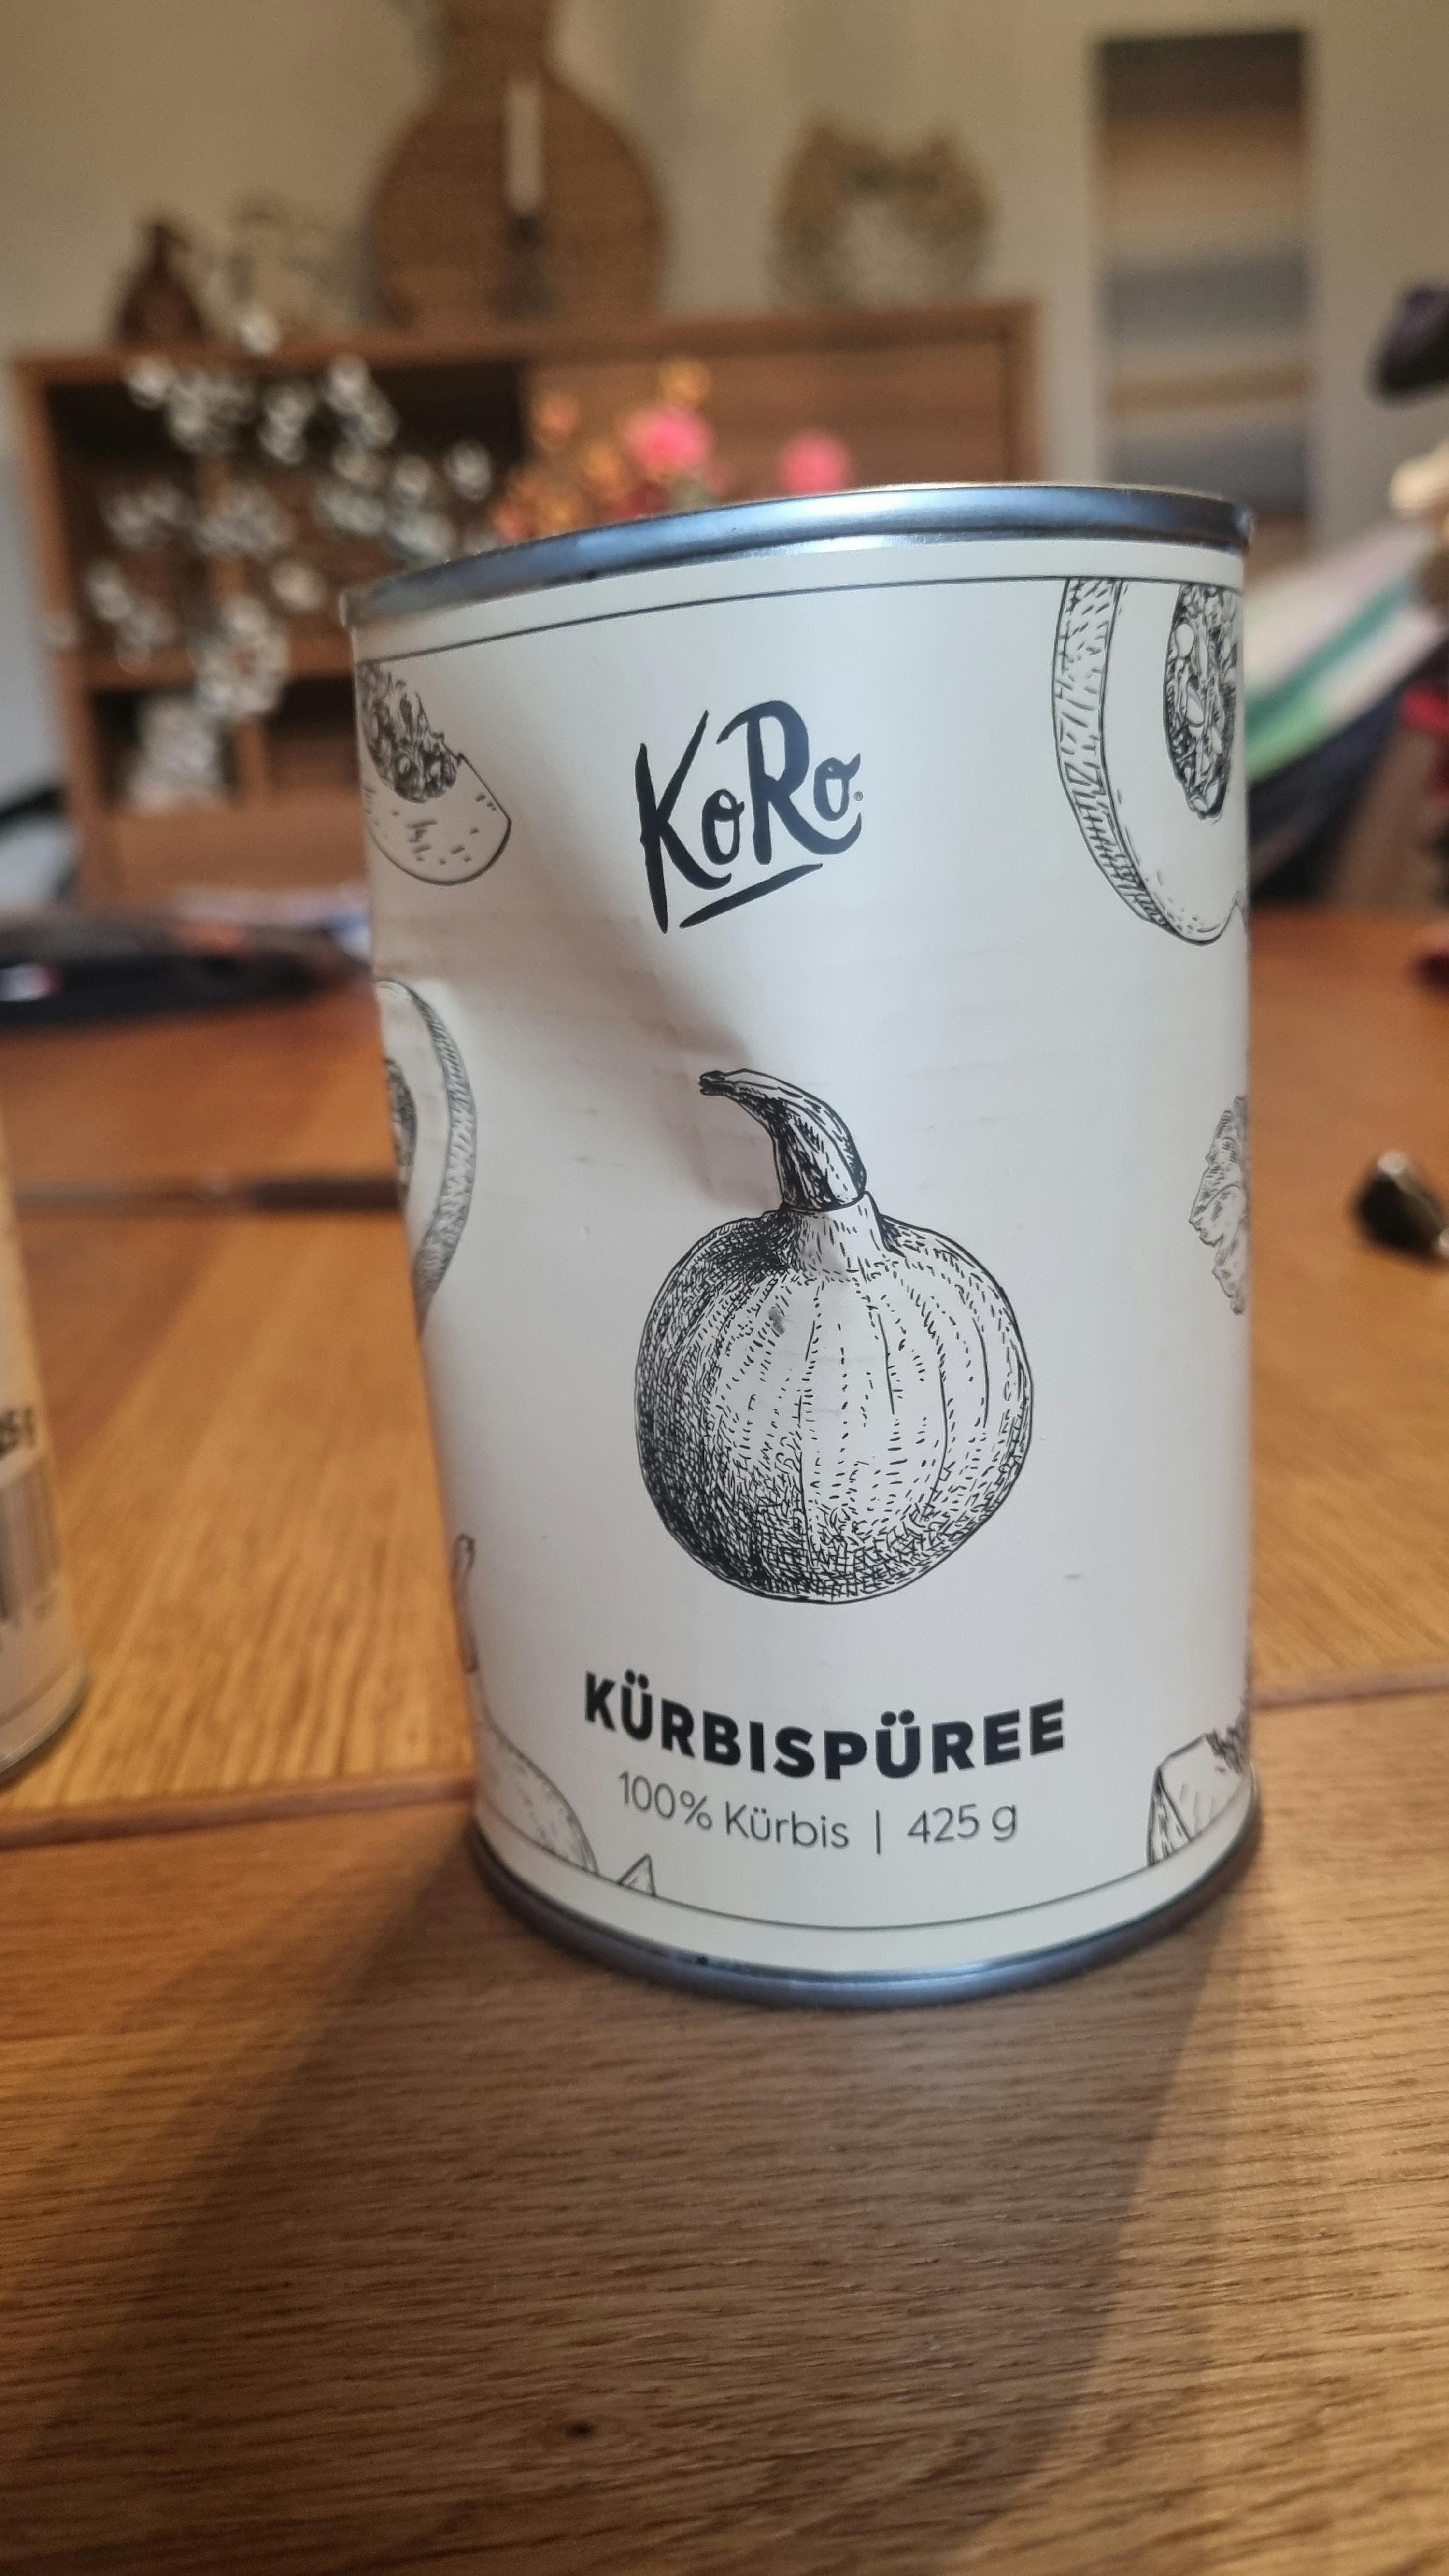 KoRo
KÜRBISPÜREE
100% Kürbis | 425 g